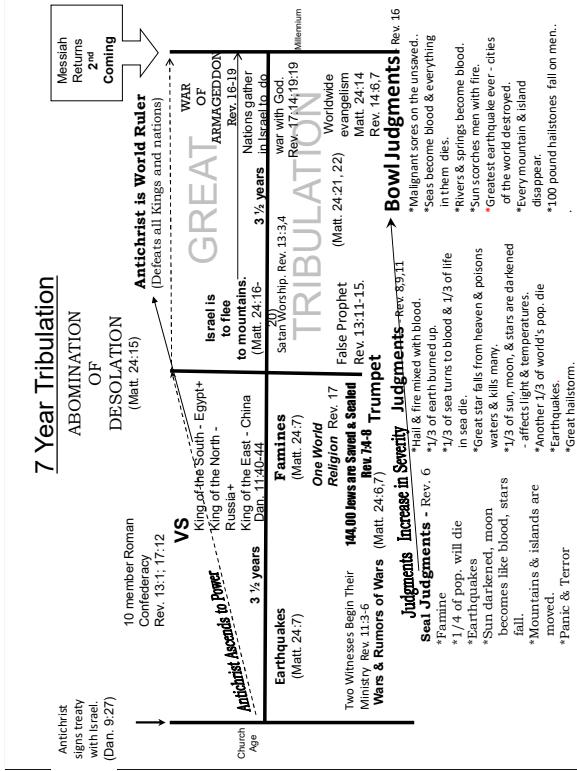 7 Year Tribulation
Antichrist
signs treaty
with Israel.
(Dan. 9:27)
10 member Roman
Confederacy
Rev. 13:1; 17:12
ABOMINATION
OF
DESOLATION
(Matt. 24:15)
Messiah
Returns
2nd
Coming
Antichrist is World Ruler
(Defeats all Kings and nations)
Antichrist Ascends to Power
VS
King of the South - Egypt+
King of the North -
Russia+
King of the East - China
Dan. 11:40-44
3 ½ years
Israel is
to flee
to mountains.
(Matt. 24:16-
20)
GREAT
3 ½ years
WAR
OF
ARMAGEDDON
Rev. 16-19
Nations gather
in Israel to do
war with God.
Rev. 17:14;19:19
Church
Age
Millennium
Earthquakes
(Matt. 24:7)
Famines
(Matt. 24:7)
Satan Worship. Rev. 13:3,4
TRIBULATION
(Matt. 24:21, 22)
One World
Religion Rev. 17
Two Witnesses Begin Their
Ministry Rev. 11:3-6
144,00 Jews are Saved & Sealed
Rev. 7:4-8
False Prophet
Rev. 13:11-15.
Worldwide
evangelism
Matt. 24:14
Rev. 14:6,7
Wars & Rumors of Wars (Matt. 24:6,7)
Judgments Increase in Severity
Seal Judgments - Rev. 6
*Famine
*1/4 of pop. will die
*Earthquakes
*Sun darkened, moon
becomes like blood, stars
fall.
*Mountains & islands are
moved.
*Panic & Terror
Trumpet
Judgments - Rev. 8,9,11
*Hail & fire mixed with blood.
*1/3 of earth burned up.
*1/3 of sea turns to blood & 1/3 of life
in sea die.
*Great star falls from heaven & poisons
waters & kills many.
*1/3 of sun, moon, & stars are darkened
- affects light & temperatures.
*Another 1/3 of world's pop. die
*Earthquakes.
*Great hailstorm.
Bowl Judgments - Rev. 16
*Malignant sores on the unsaved..
*Seas become blood & everything
in them dies.
*Rivers & springs become blood.
*Sun scorches men with fire.
*Greatest earthquake ever - cities
of the world destroyed.
*Every mountain & island
disappear.
*100 pound hailstones fall on men..
.